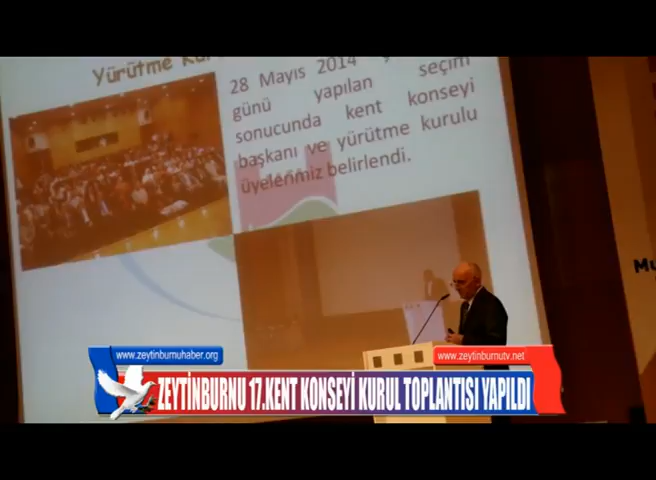 Yürütme
28 Mayıs 2014
günü yapılan seçim
sonucunda kent konseyi
başkanı ve yürütme kurulu
üyelerimiz belirlendi.
Mu
www.zeytinburnuhaber.org
www.zeytinburnutv.net
ZEYTİNBURNU 17.KENT KONSEYİ KURUL TOPLANTISI YAPILDI